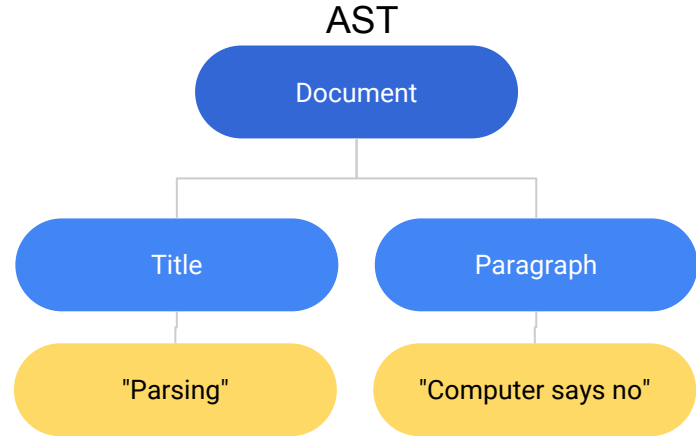 AST
Document
Title
Paragraph
"Parsing"
"Computer says no"